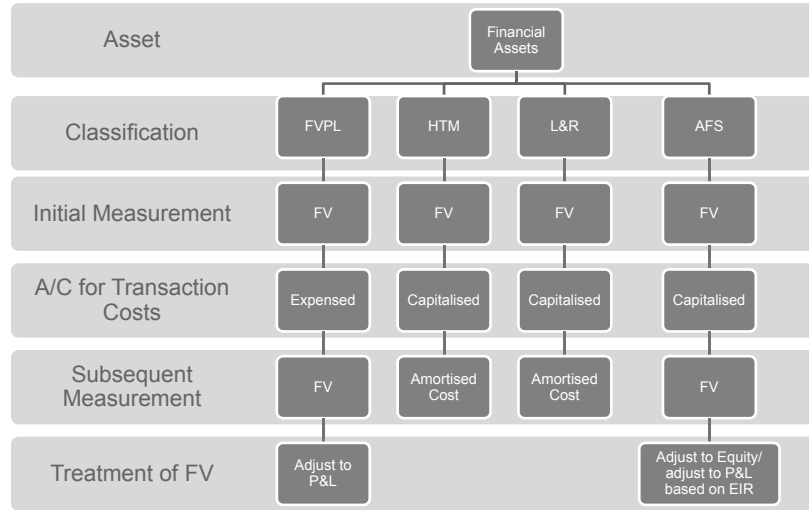 Asset
Financial
Assets
Classification
FVPL
HTM
L&R
AFS
Initial Measurement
FV
FV
FV
FV
A/C for Transaction
Costs
Expensed
Capitalised
Capitalised
Capitalised
Subsequent
Measurement
FV
Amortised
Cost
Amortised
Cost
FV
Treatment of FV
Adjust to
P&L
Adjust to Equity/
adjust to P&L
based on EIR